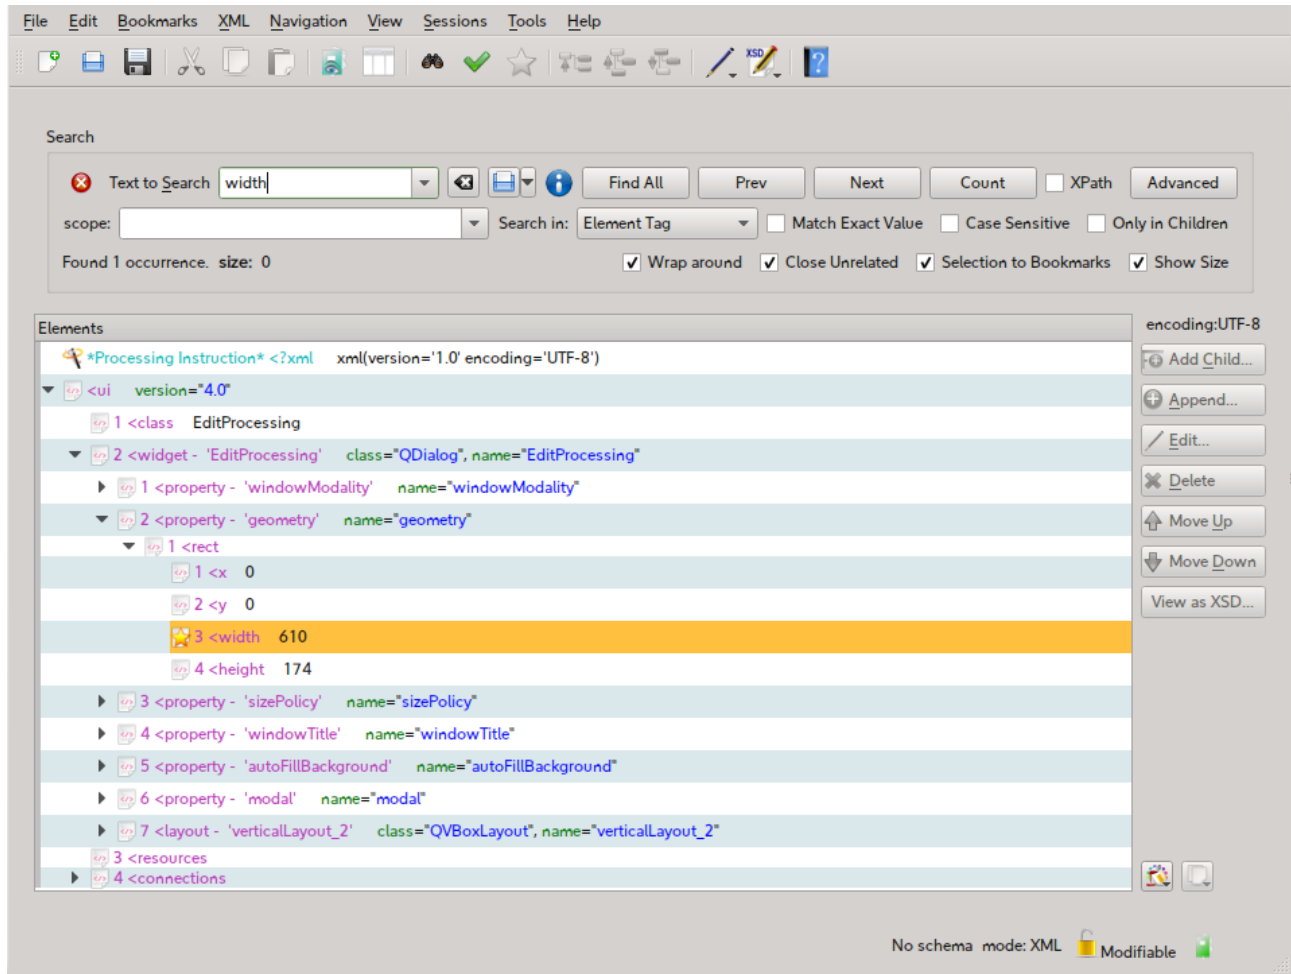 File Edit Bookmarks XML Navigation View Sessions Tools Help
XSD
Search
Text to Search width Find All Prev Next Count XPath Advanced
scope: Search in: Element Tag Match Exact Value Case Sensitive Only in Children
Found 1 occurrence. size: 0 Wrap around Close Unrelated Selection to Bookmarks Show Size
Elements encoding:UTF-8
*Processing Instruction* <?xml xml(version='1.0' encoding='UTF-8') Add Child...
<ui version="4.0"
Append...
1 <class EditProcessing
Edit...
2 <widget - 'EditProcessing' class="QDialog", name="EditProcessing"
Delete
1 <property - 'windowModality' name="windowModality"
2 <property - 'geometry' name="geometry" Move Up
1 <rect
Move Down
1 <x 0
2 <y 0 View as XSD...
3 <width 610
4 <height 174
3 <property - 'sizePolicy' name="sizePolicy"
4 <property - 'windowTitle' name="windowTitle"
5 <property - 'autoFillBackground' name="autoFillBackground"
6 <property - 'modal' name="modal"
7 <layout - 'verticalLayout_2' class="QVBoxLayout", name="verticalLayout_2"
3 <resources
4 <connections
No schema mode: XML Modifiable